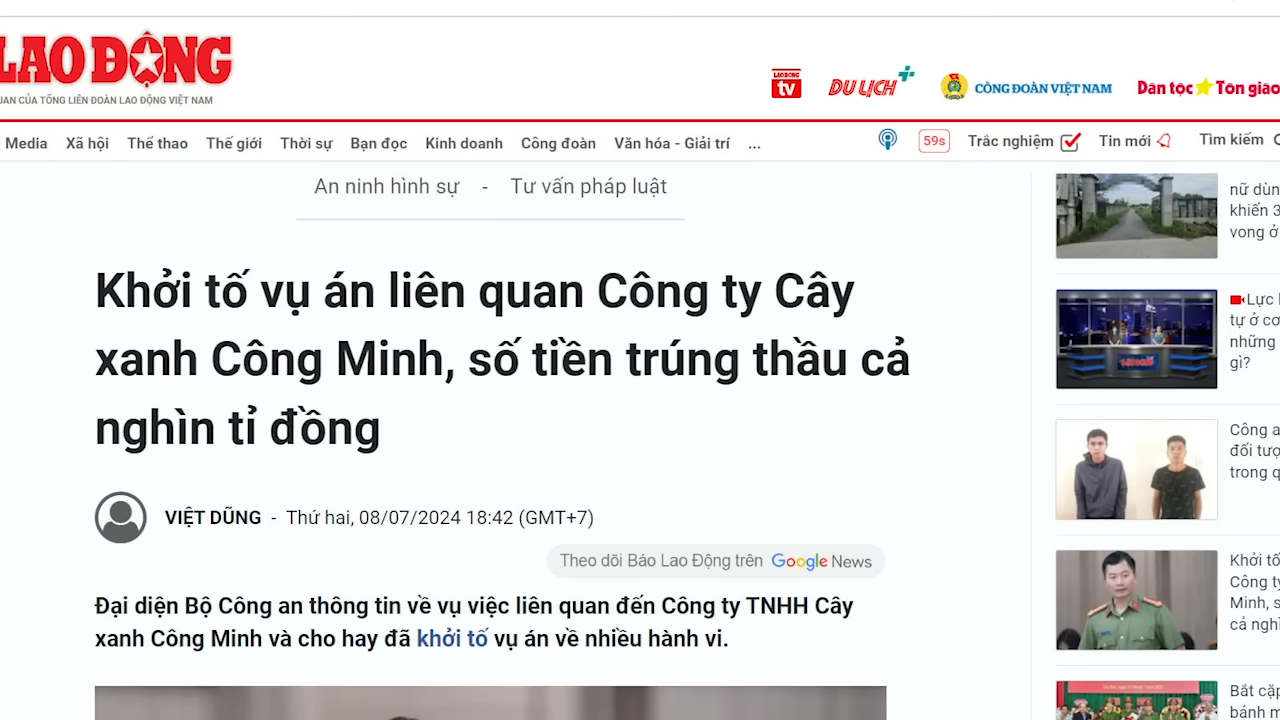 LAO ĐỘNG
QUAN CỦA TỔNG LIÊN ĐOÀN LAO ĐỘNG VIỆT NAM
LAO ĐỘNG
tv
DU LỊCH
CÔNG ĐOÀN VIỆT NAM
Dân tộc Tôn giáo
Media Xã hội Thể thao Thế giới Thời sự Bạn đọc Kinh doanh Công đoàn Văn hóa - Giải trí ...
59s Trắc nghiệm Tin mới Tìm kiếm
An ninh hình sự - Tư vấn pháp luật
Khởi tố vụ án liên quan Công ty Cây
xanh Công Minh, số tiền trúng thầu cả
nghìn tỉ đồng
VIỆT DŨNG - Thứ hai, 08/07/2024 18:42 (GMT+7)
Theo dõi Báo Lao Động trên Google News
Đại diện Bộ Công an thông tin về vụ việc liên quan đến Công ty TNHH Cây
xanh Công Minh và cho hay đã khởi tố vụ án về nhiều hành vi.
nữ dùn
khiến 3
vong ở
Lực l
tự ở cơ
những
gì?
Công a
đối tượ
trong q
Khởi tố
Công ty
Minh, s
cả nghì
Bắt cặp
bánh m